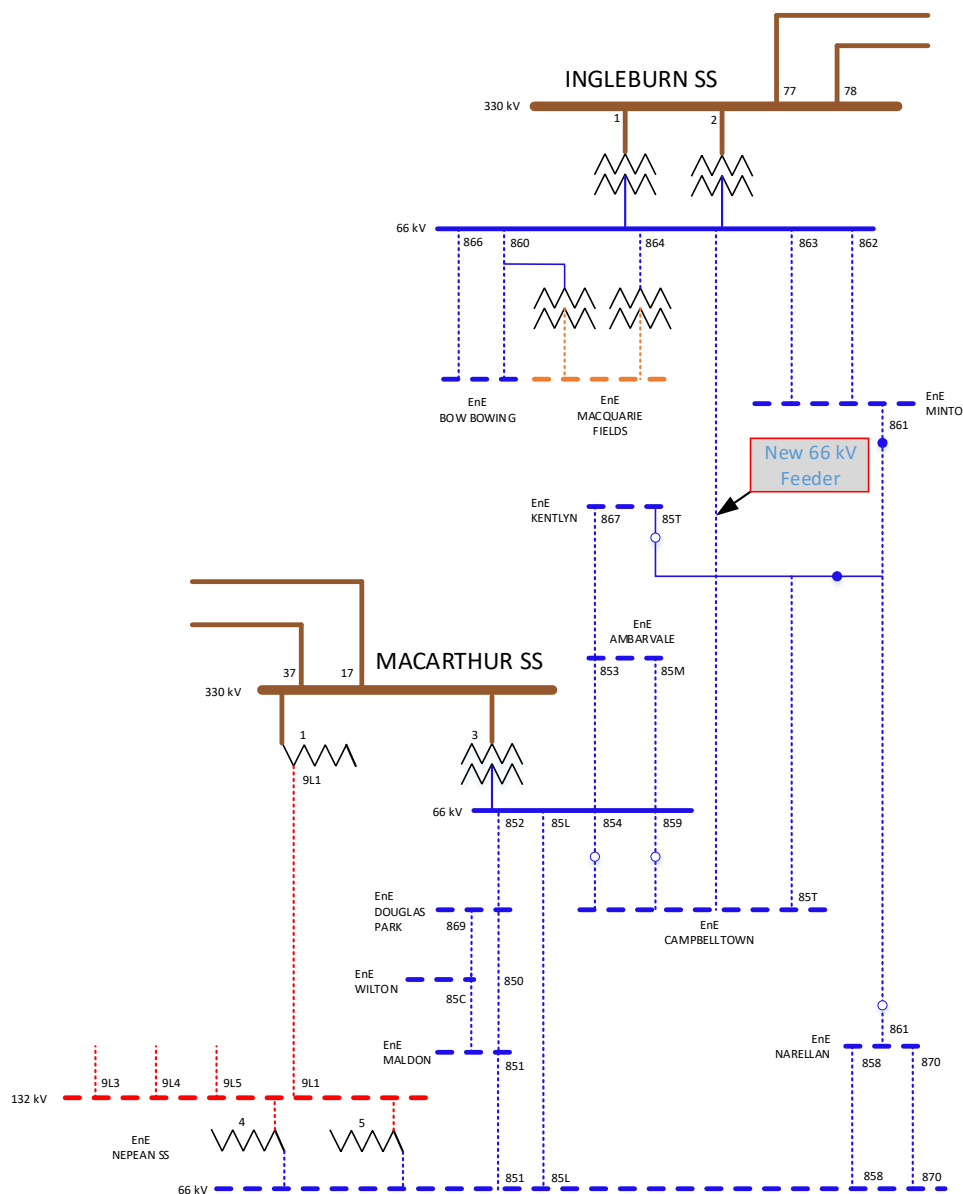 77
78
INGLEBURN SS
330 kV
1
2
66 kV
866
860
864
863
862
EnE
BOW BOWING
EnE
MACQUARIE
FIELDS
EnE
MINTO
861
New 66 kV
Feeder
EnE
KENTLYN
867
85T
EnE
AMBARVALE
853
85M
37
17
MACARTHUR SS
330 kV
1
3
9L1
66 kV
852
85L
854
859
EnE
DOUGLAS
PARK
869
85T
EnE
CAMPBELLTOWN
EnE
WILTON
850
85C
EnE
MALDON
851
861
EnE
NARELLAN
858
870
132 kV
9L3
9L4
9L5
9L1
4
5
EnE
NEPEAN SS
66 kV
851
85L
858
870